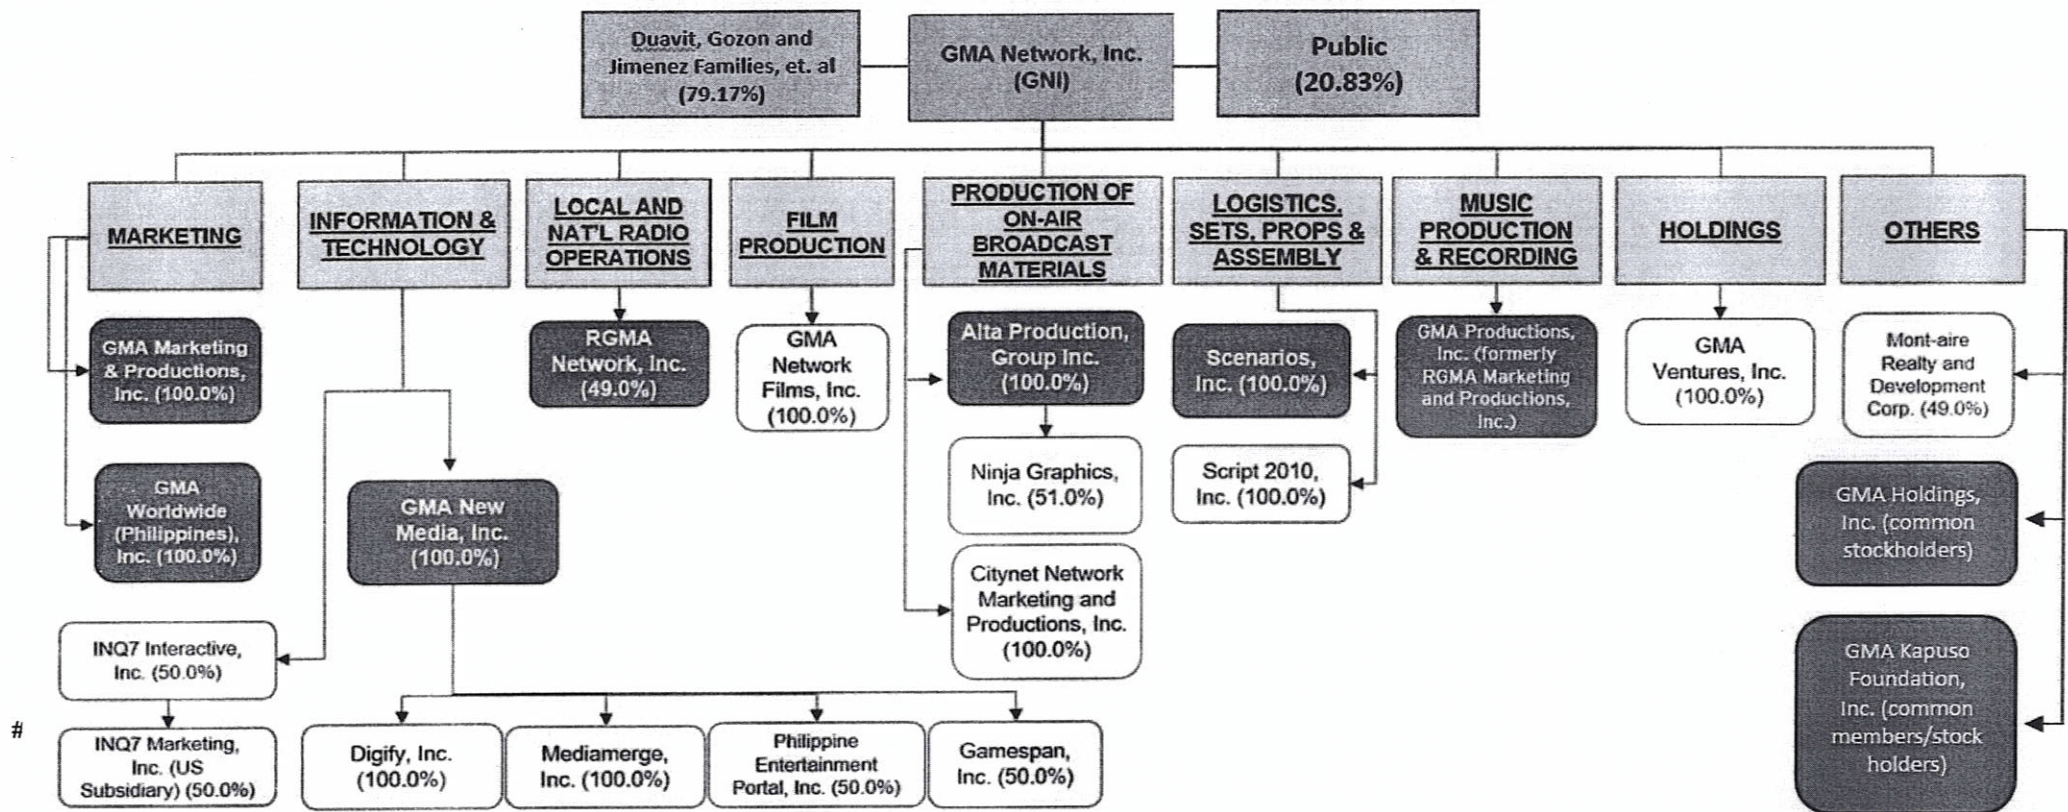 Duavit, Gozon and
Jimenez Families, et. al
(79.17%)
GMA Network, Inc.
(GNI)
Public
(20.83%)
MARKETING
INFORMATION &
TECHNOLOGY
LOCAL AND
NAT'L RADIO
OPERATIONS
FILM
PRODUCTION
PRODUCTION OF
ON-AIR
BROADCAST
MATERIALS
LOGISTICS,
SETS, PROPS &
ASSEMBLY
MUSIC
PRODUCTION
& RECORDING
HOLDINGS
OTHERS
GMA Marketing
& Productions,
Inc. (100.0%)
GMA
Worldwide
(Philippines),
Inc. (100.0%)
INQ7 Interactive,
Inc. (50.0%)
#
INQ7 Marketing,
Inc. (US
Subsidiary) (50.0%)
GMA New
Media, Inc.
(100.0%)
Digify, Inc.
(100.0%)
Mediamerge,
Inc. (100.0%)
Philippine
Entertainment
Portal, Inc. (50.0%)
Gamespan,
Inc. (50.0%)
RGMA
Network, Inc.
(49.0%)
GMA
Network
Films, Inc.
(100.0%)
Alta Production,
Group Inc.
(100.0%)
Ninja Graphics,
Inc. (51.0%)
Citynet Network
Marketing and
Productions, Inc.
(100.0%)
Scenarios,
Inc. (100.0%)
Script 2010,
Inc. (100.0%)
GMA Productions,
Inc. (formerly
RGMA Marketing
and Productions,
Inc.)
GMA
Ventures, Inc.
(100.0%)
Mont-aire
Realty and
Development
Corp. (49.0%)
GMA Holdings,
Inc. (common
stockholders)
GMA Kapuso
Foundation,
Inc. (common
members/stock
holders)